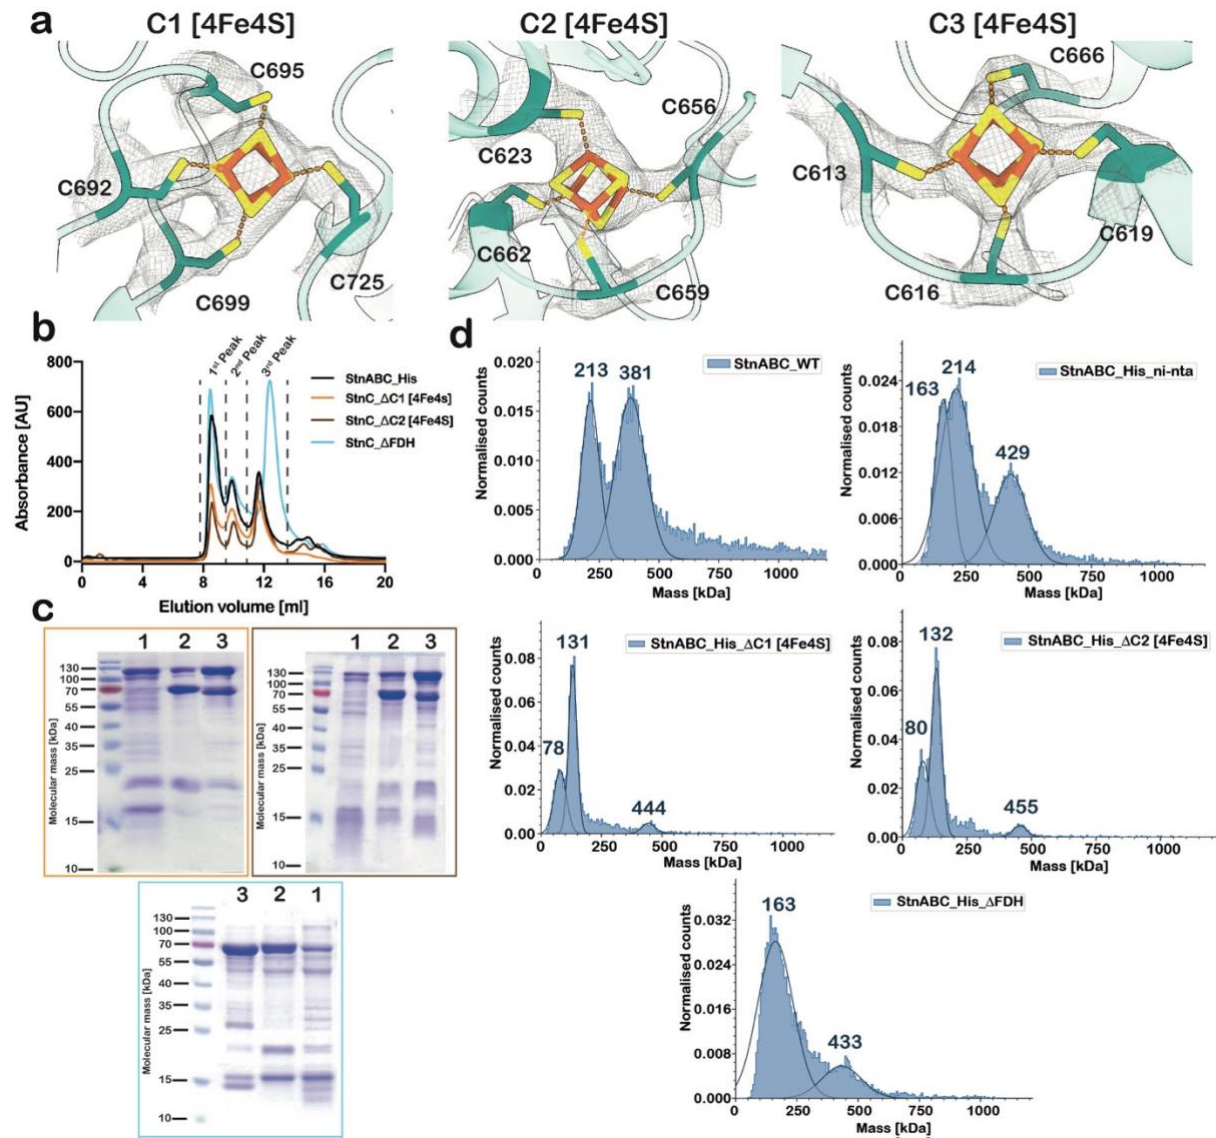 a
C1 [4Fe4S]
C2 [4Fe4S]
C3 [4Fe4S]
C695
C692
C699
C725
C623
C656
C662
C659
C666
C613
C616
C619
b
1st Peak
2nd Peak
3rd Peak
800
600
400
200
0
Absorbance [AU]
0 4 8 12 16 20
Elution volume [ml]
StnABC_His
StnC_ΔC1 [4Fe4s]
StnC_ΔC2 [4Fe4S]
StnC_ΔFDH
c
1 2 3
130
100
70
55
40
35
25
15
10
Molecular mass [kDa]
1 2 3
130
100
70
55
40
35
25
15
10
Molecular mass [kDa]
3 2 1
130
100
70
55
40
35
25
15
10
Molecular mass [kDa]
d
StnABC_WT
213 381
0.020
0.015
0.010
0.005
0.000
Normalised counts
0 250 500 750 1000
Mass [kDa]
StnABC_His_ni-nta
163 214
429
0.024
0.018
0.012
0.006
0.000
Normalised counts
0 250 500 750 1000
Mass [kDa]
StnABC_His_ΔC1 [4Fe4S]
131
78
444
0.08
0.06
0.04
0.02
0.00
Normalised counts
0 250 500 750 1000
Mass [kDa]
StnABC_His_ΔC2 [4Fe4S]
132
80
455
0.08
0.06
0.04
0.02
0.00
Normalised counts
0 250 500 750 1000
Mass [kDa]
StnABC_His_ΔFDH
163
433
0.032
0.024
0.016
0.008
0.000
Normalised counts
0 250 500 750 1000
Mass [kDa]